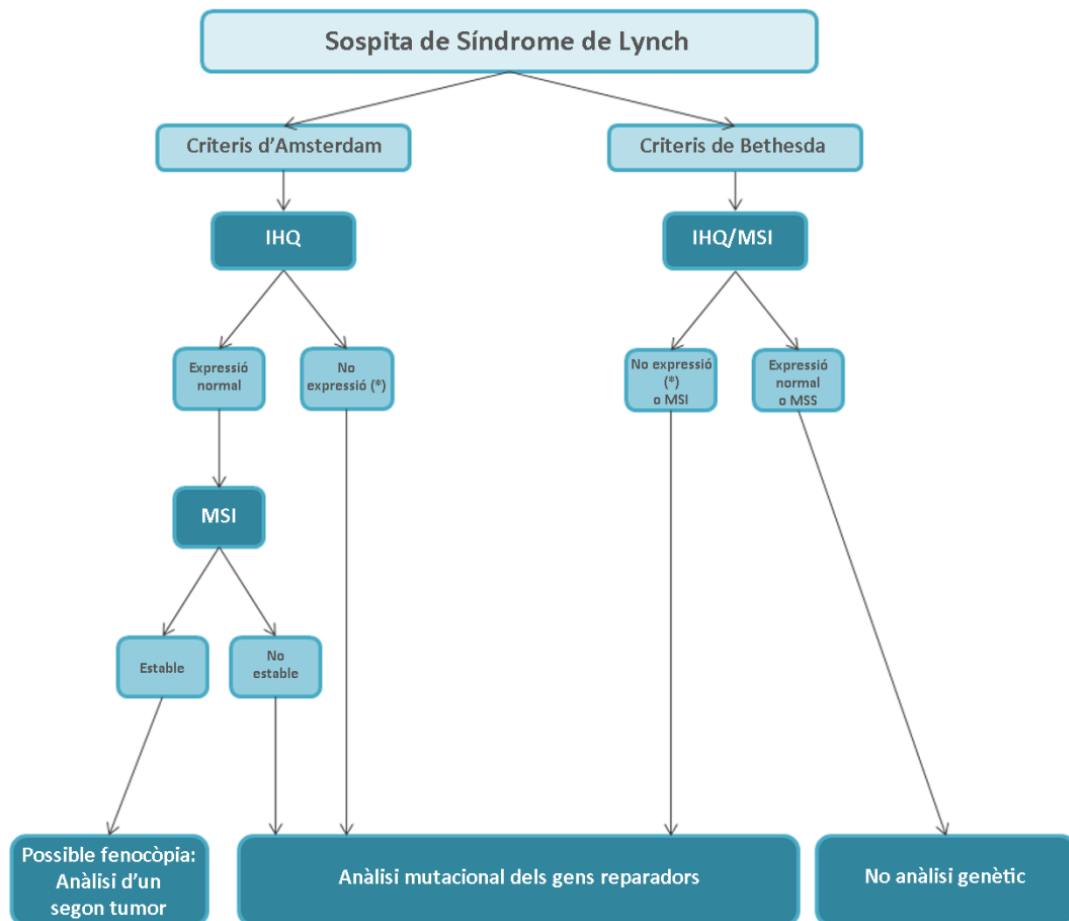 Sospita de Síndrome de Lynch
Criteris d'Amsterdam
Criteris de Bethesda
IHQ
IHQ/MSI
Expressió
normal
No
expressió (*)
No expressió
(*)
o MSI
Expressió
normal
o MSS
MSI
Estable
No
estable
Possible fenocòpia:
Anàlisi d'un
segon tumor
Anàlisi mutacional dels gens reparadors
No anàlisi genètic